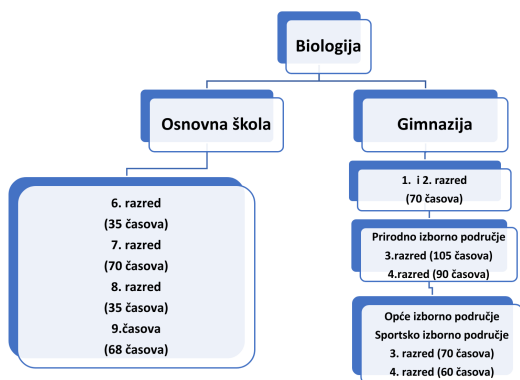 Biologija
Osnovna škola
6. razred
(35 časova)
7. razred
(70 časova)
8. razred
(35 časova)
9.časova
(68 časova)
Gimnazija
1. i 2. razred
(70 časova)
Prirodno izborno područje
3.razred (105 časova)
4.razred (90 časova)
Opće izborno područje
Sportsko izborno područje
3. razred (70 časova)
4. razred (60 časova)